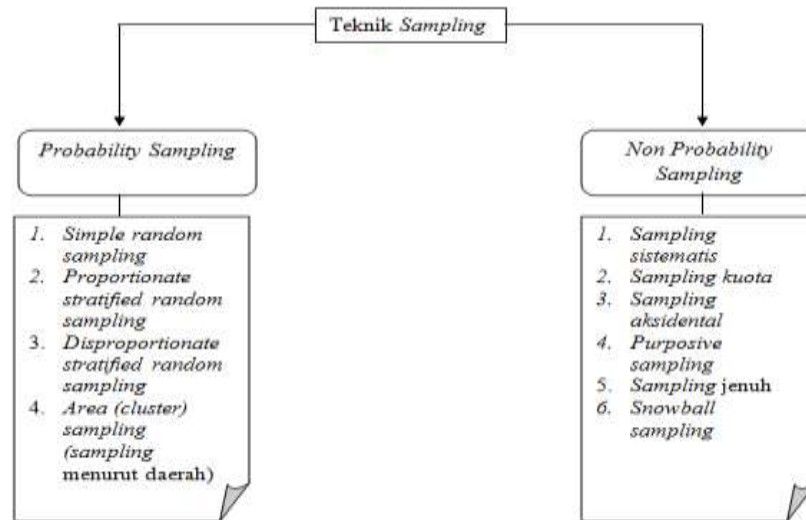 Teknik Sampling
Probability Sampling
1. Simple random
sampling
2. Proportionate
stratified random
sampling
3. Disproportionate
stratified random
sampling
4. Area (cluster)
sampling
(sampling
menurut daerah)
Non Probability
Sampling
1. Sampling
sistematis
2. Sampling kuota
3. Sampling
aksidental
4. Purposive
sampling
5. Sampling jenuh
6. Snowball
sampling